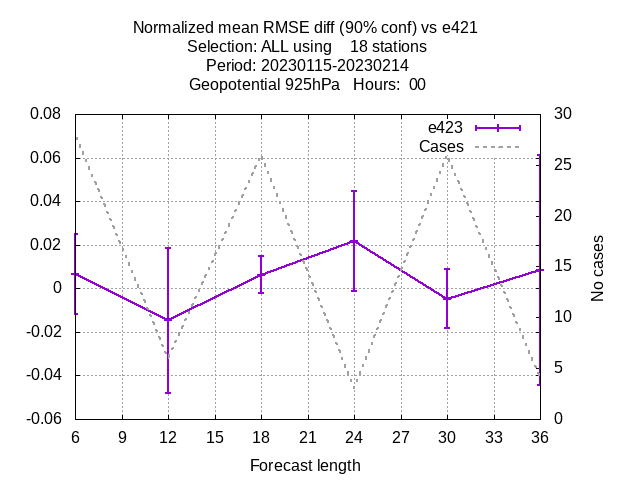 Normalized mean RMSE diff (90% conf) vs e421
Selection: ALL using    18 stations
Period: 20230115-20230214
Geopotential 925hPa   Hours:  00
e423
Cases
0.08
0.06
0.04
0.02
0
-0.02
-0.04
-0.06
30
25
20
15
10
5
0
No cases
6 9 12 15 18 21 24 27 30 33 36
Forecast length